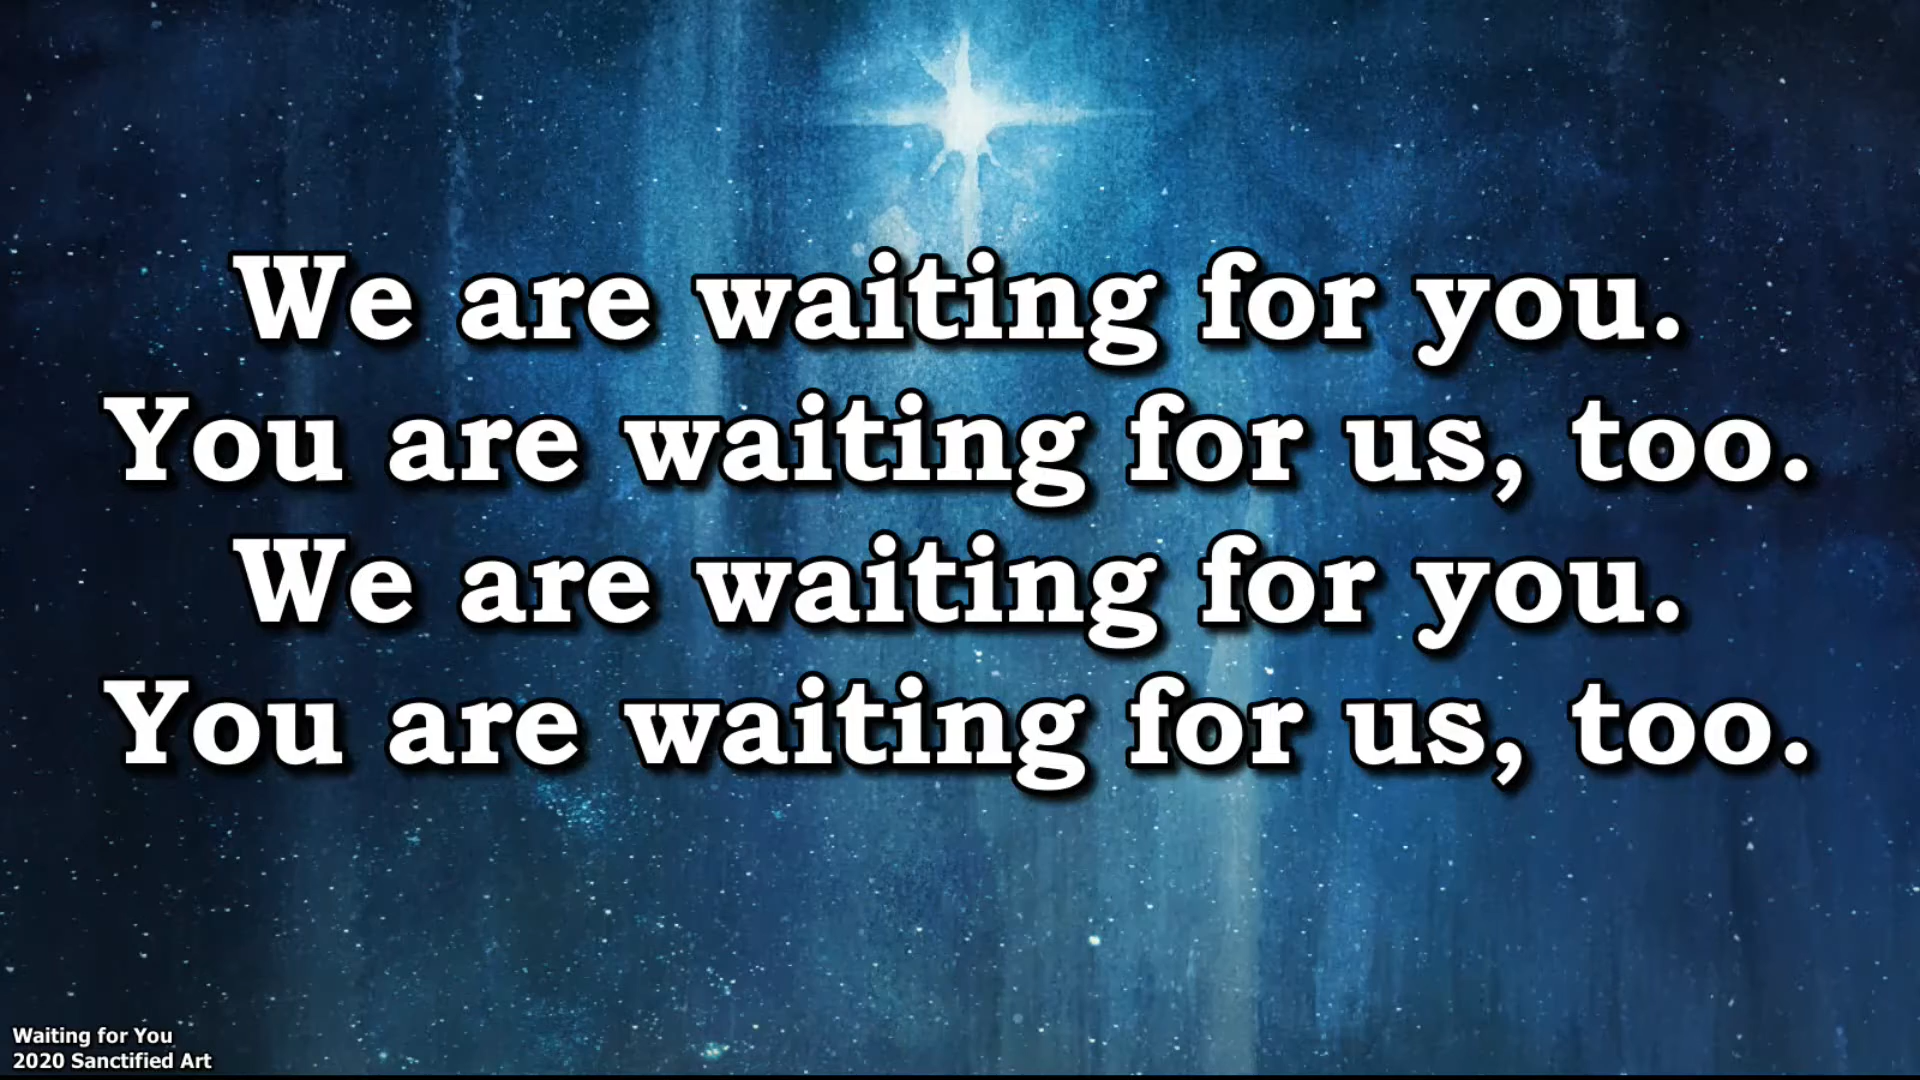 We are waiting for you.
You are waiting for us, too.
We are waiting for you.
You are waiting for us, too.
Waiting for You
2020 Sanctified Art